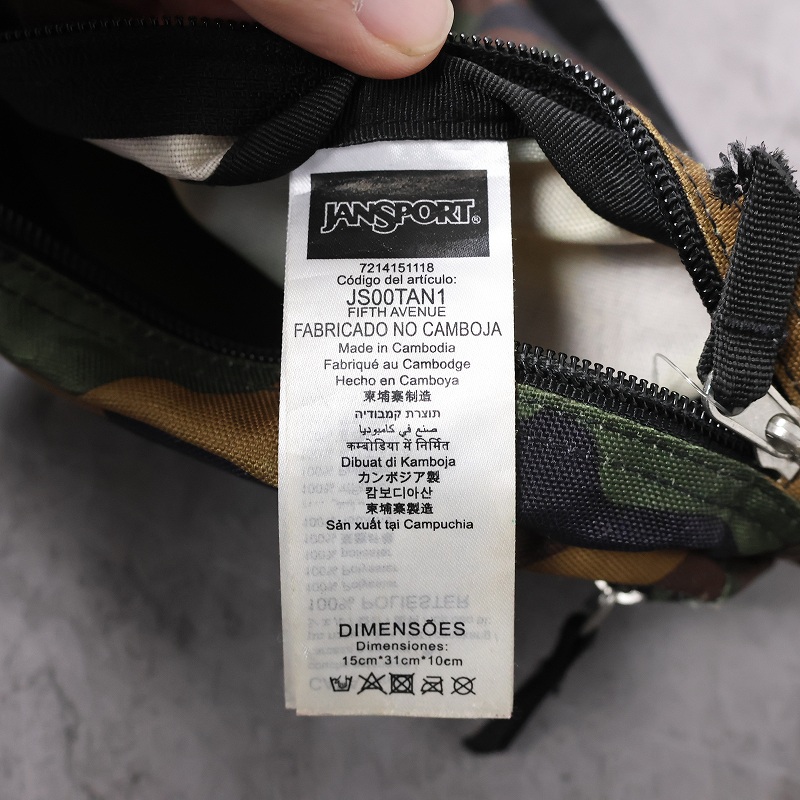 JANSPORT®
7214151118
Código del artículo:
JS00TAN1
FIFTH AVENUE
FABRICADO NO CAMBOJA
Made in Cambodia
Fabriqué au Cambodge
Hecho en Camboya
柬埔寨制造
תוצרת קמבודיה
صنع في كامبوديا
कम्बोडिया में निर्मित
Dibuat di Kamboja
カンボジア製
캄보디아산
柬埔寨製造
Sản xuất tại Campuchia
100% POLIÉSTER
DIMENSÕES
Dimensiones:
15cm*31cm*10cm